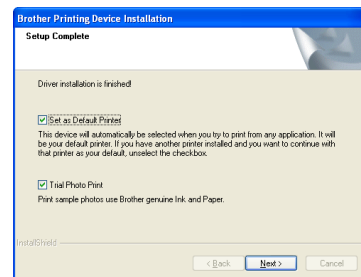 Brother Printing Device Installation
Setup Complete
Driver installation is finished!
Set as Default Printer
This device will automatically be selected when you try to print from any application. It will
be your default printer. If you have another printer installed and you want to continue with
that printer as your default, unselect the checkbox.
Trial Photo Print
Print sample photos use Brother genuine Ink and Paper.
InstallShield
< Back Next > Cancel